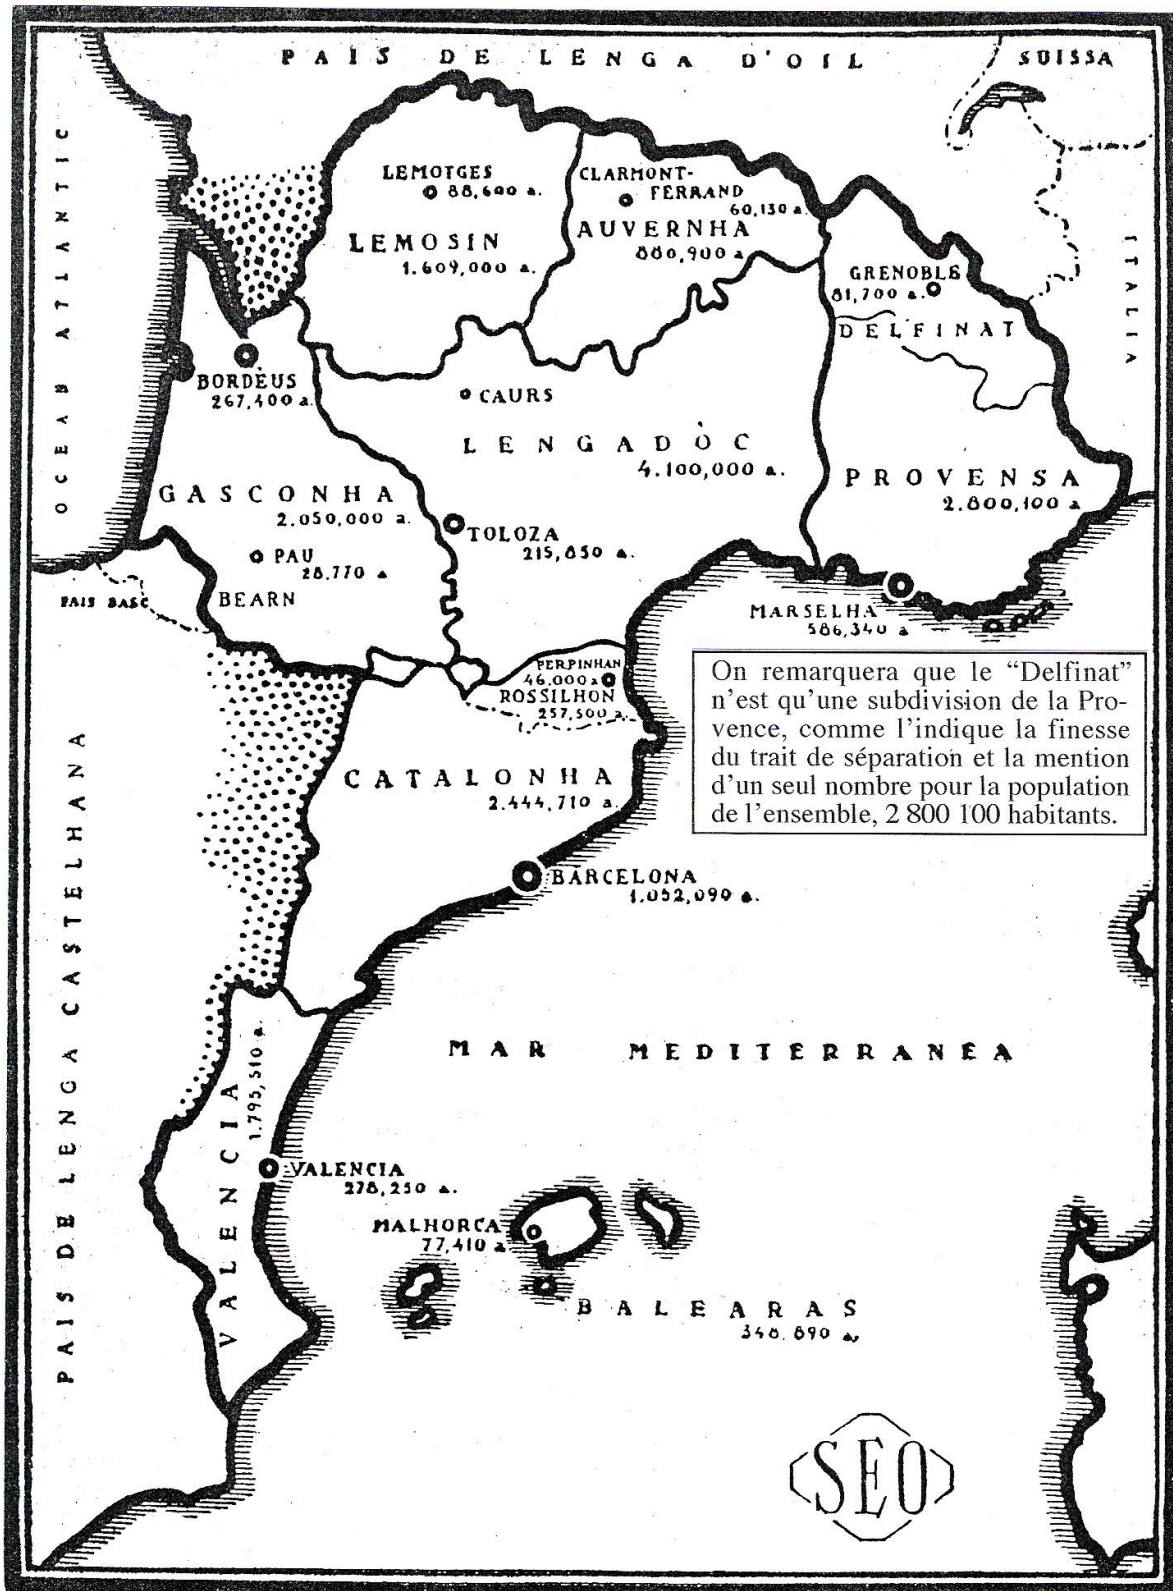 PAÍS DE LENGA D'OIL
SUISSA
OCEAN ATLANTIC
ITALIA
LEMOTGES
88,600 a.
LEMOSIN
1.609,000 a.
CLARMONT-
FERRAND
60,130 a.
AUVERNHA
880,900 a
GRENOBLE
81,700 a.
DELFINAT
BORDÈUS
267,400 a.
CAURS
LENGADÒC
4.100,000 a.
PROVENSA
2.800,100 a
GASCONHA
2.050,000 a.
TOLOZA
215,850 a.
PAU
28,770 a
BEARN
PAIS BASC
MARSELHA
586,340 a
PERPINHAN
46.000 a
ROSSILHON
257,500 a.
On remarquera que le “Delfinat”
n'est qu'une subdivision de la Pro-
vence, comme l'indique la finesse
du trait de séparation et la mention
d'un seul nombre pour la population
de l'ensemble, 2 800 100 habitants.
PAIS DE LENGA CASTELHANA
CATALONHA
2.444,710 a.
BARCELONA
1.052,090 a.
MAR MEDITERRANÉA
VALENCIA
1.795,510 a.
VALENCIA
278,250 a.
MALHORCA
77,410 a
BALEARAS
348,890 a,
SEO